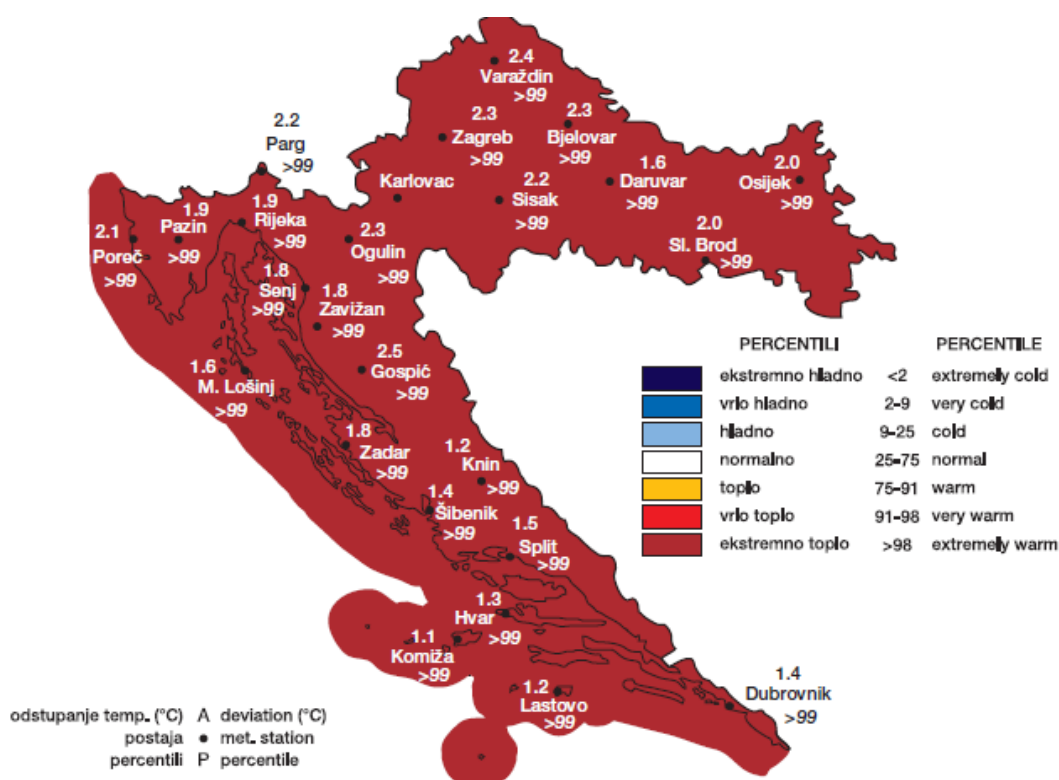 2.4
Varaždin
>99
2.3
Zagreb
>99
2.3
Bjelovar
>99
2.2
Parg
>99
1.6
Daruvar
>99
2.0
Osijek
>99
Karlovac
2.2
Sisak
>99
1.9
Rijeka
>99
1.9
Pazin
>99
2.1
Poreč
>99
2.3
Ogulin
>99
2.0
Sl. Brod
>99
1.8
Senj
>99
1.8
Zavižan
>99
2.5
Gospić
>99
1.6
M. Lošinj
>99
1.8
Zadar
>99
1.2
Knin
>99
1.4
Šibenik
>99
1.5
Split
>99
1.3
Hvar
>99
1.1
Komiža
>99
1.2
Lastovo
>99
1.4
Dubrovnik
>99
PERCENTILI PERCENTILE
ekstremno hladno <2 extremely cold
vrlo hladno 2–9 very cold
hladno 9–25 cold
normalno 25–75 normal
toplo 75–91 warm
vrlo toplo 91–98 very warm
ekstremno toplo >98 extremely warm
odstupanje temp. (°C) A deviation (°C)
postaja ● met. station
percentili P percentile